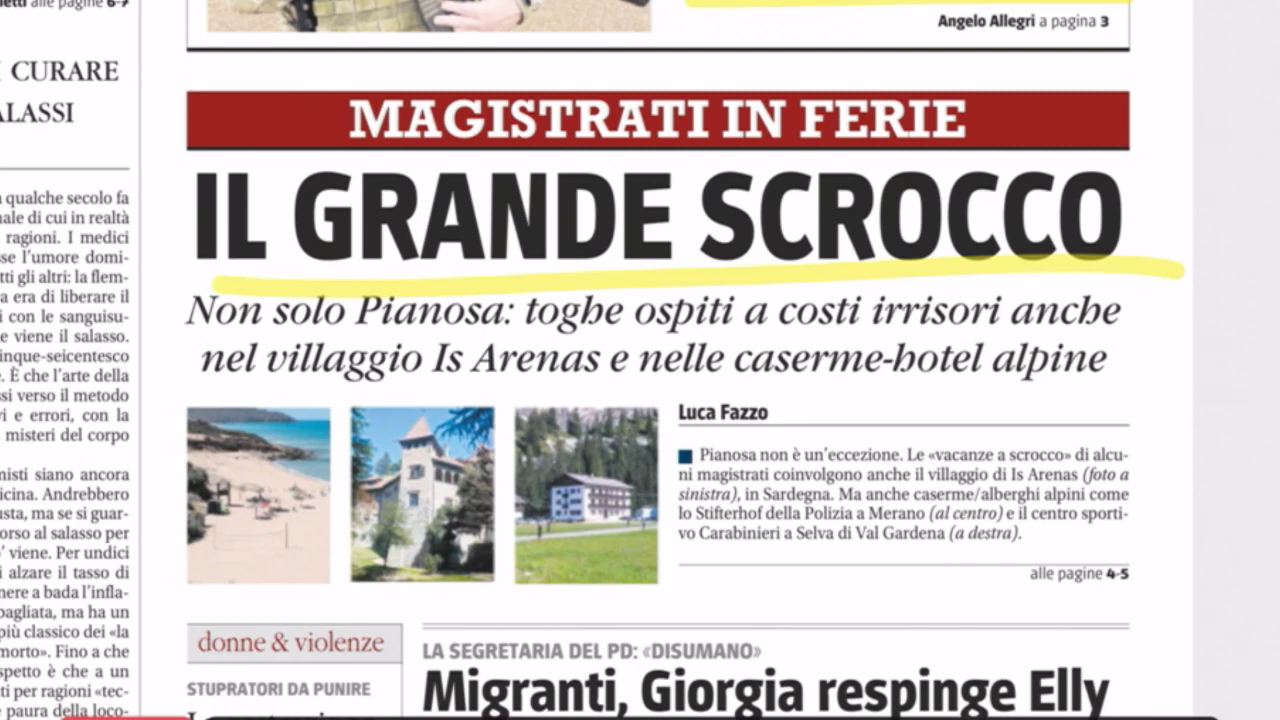 alle pagine 6-7
Angelo Allegri a pagina 3
CURARE
MAGISTRATI IN FERIE
IL GRANDE SCROCCO
Non solo Pianosa: toghe ospiti a costi irrisori anche
nel villaggio Is Arenas e nelle caserme-hotel alpine
Luca Fazzo
Pianosa non è un'eccezione. Le «vacanze a scrocco» di alcu-
ni magistrati coinvolgono anche il villaggio di Is Arenas (foto a
sinistra), in Sardegna. Ma anche caserme/alberghi alpini come
lo Stifterhof della Polizia a Merano (al centro) e il centro sporti-
vo Carabinieri a Selva di Val Gardena (a destra).
alle pagine 4-5
qualche secolo fa
ale di cui in realtà
ragioni. I medici
se l'umore domi-
tti gli altri: la flem-
a era di liberare il
i con le sanguisu-
e viene il salasso.
inque-seicentesco
. È che l'arte della
si verso il metodo
i e errori, con la
misteri del corpo
nisti siano ancora
icina. Andrebbero
usta, ma se si guar-
orso al salasso per
' viene. Per undici
i alzare il tasso di
nere a bada l'infla-
bagliata, ma ha un
più classico dei «la
morto». Fino a che
spetto è che a un
ti per ragioni «tec-
e paura della loco-
donne & violenze
STUPRATORI DA PUNIRE
LA SEGRETARIA DEL PD: «DISUMANO»
Migranti, Giorgia respinge Elly